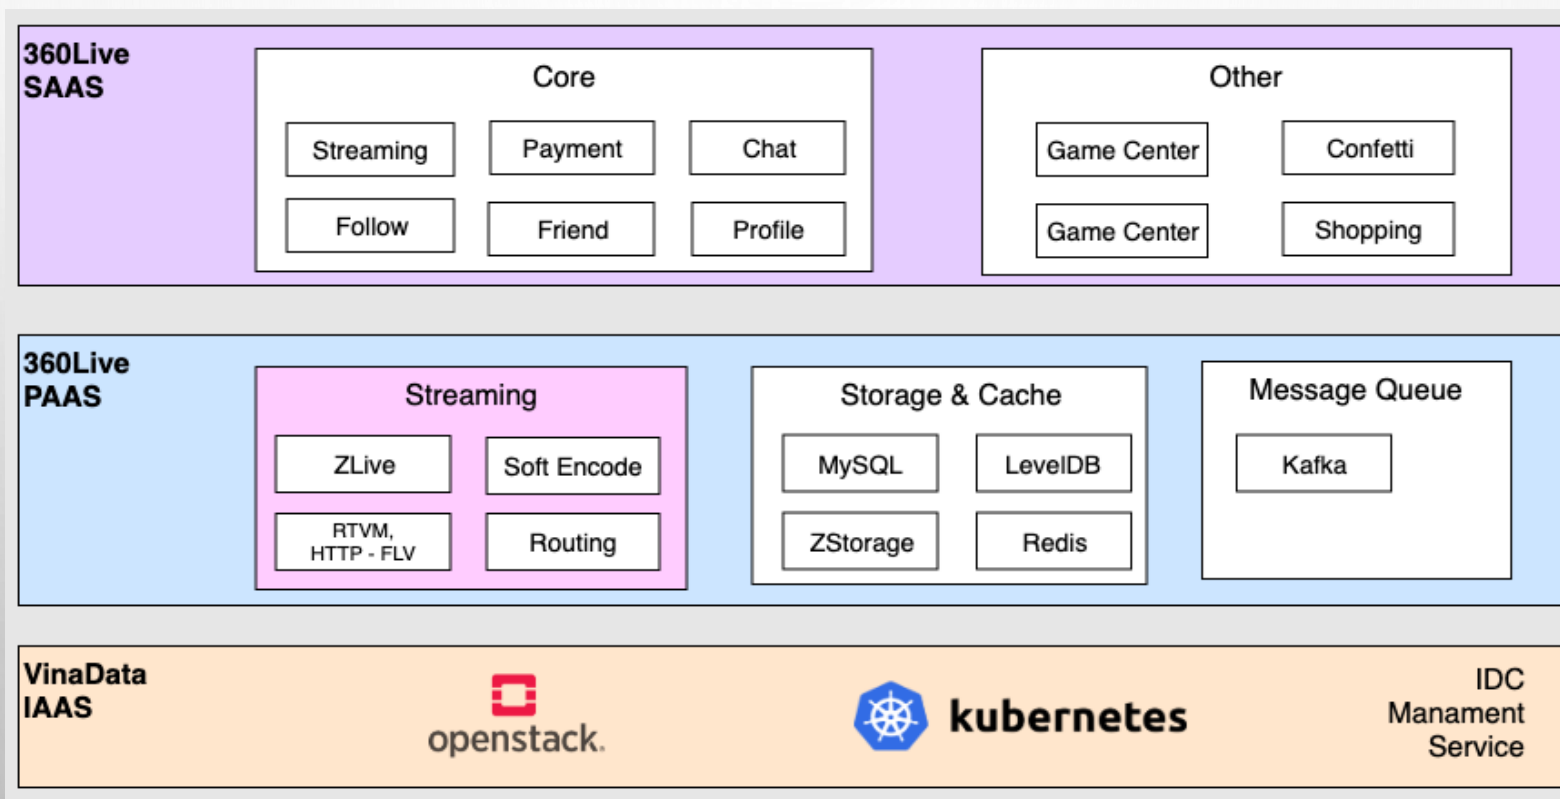 360Live
SAAS
Core
Streaming
Payment
Chat
Follow
Friend
Profile
Other
Game Center
Confetti
Game Center
Shopping
360Live
PAAS
Streaming
ZLive
Soft Encode
RTVM,
HTTP - FLV
Routing
Storage & Cache
MySQL
LevelDB
ZStorage
Redis
Message Queue
Kafka
VinaData
IAAS
openstack.
kubernetes
IDC
Manament
Service